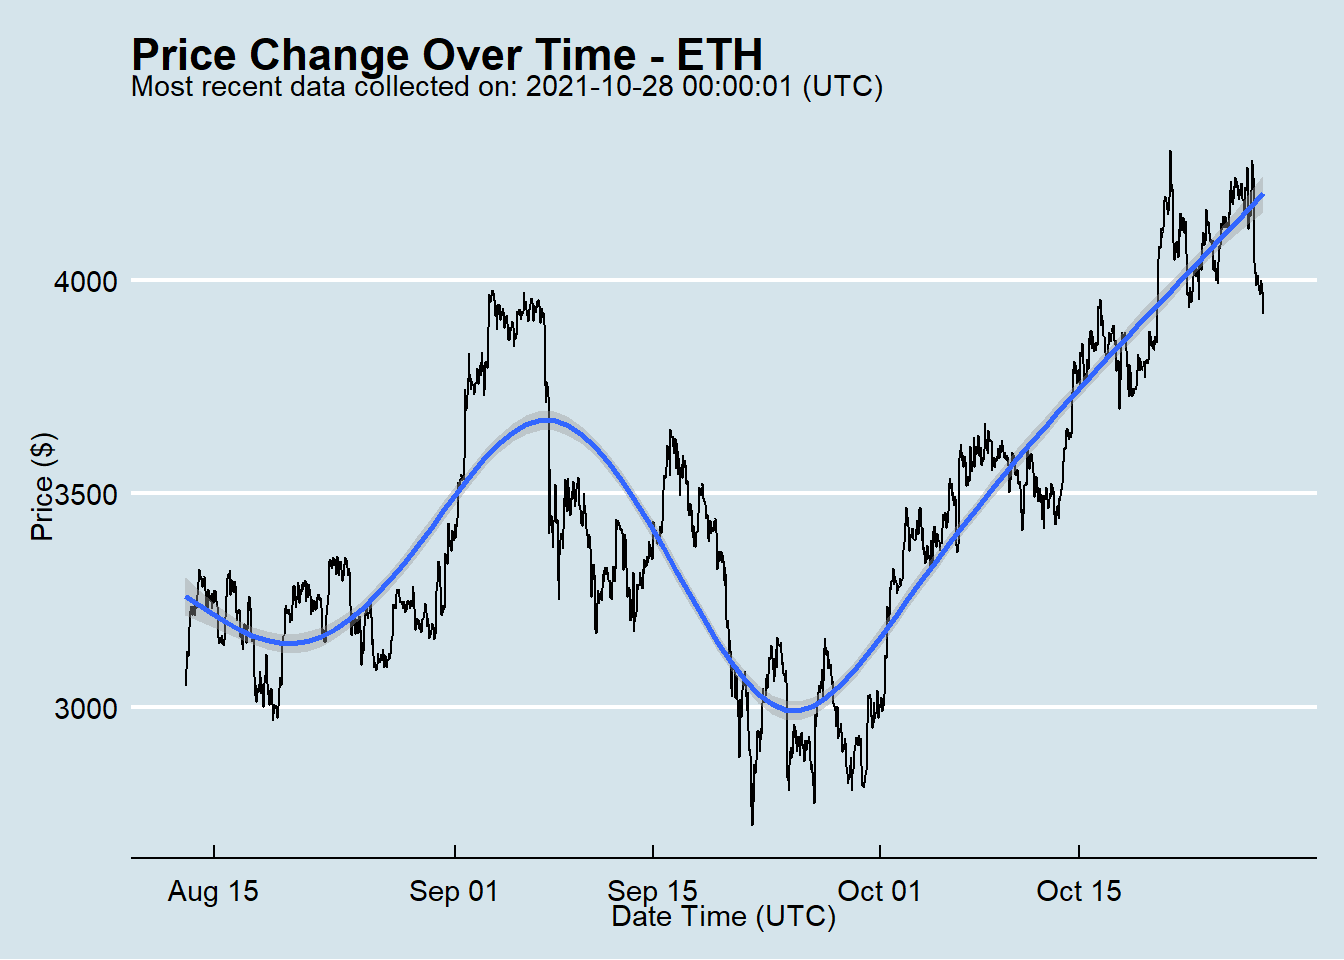 Price Change Over Time - ETH
Most recent data collected on: 2021-10-28 00:00:01 (UTC)
4000
3500
3000
Price ($)
Aug 15
Sep 01
Sep 15
Oct 01
Oct 15
Date Time (UTC)